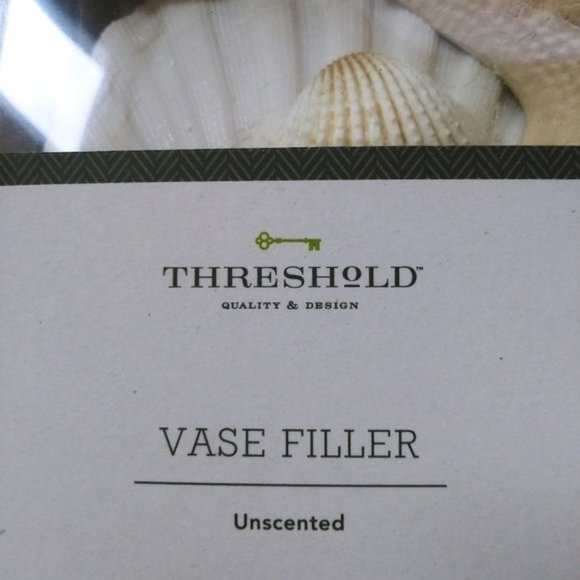 THRESHOLD™
QUALITY & DESIGN
VASE FILLER
Unscented